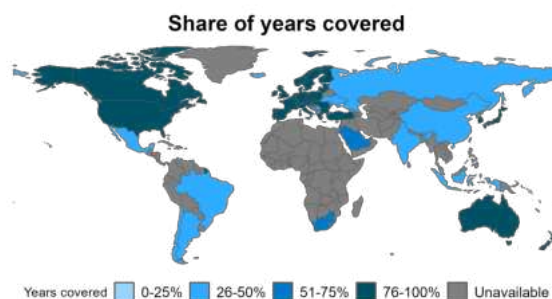 Share of years covered
Years covered 0-25% 26-50% 51-75% 76-100% Unavailable